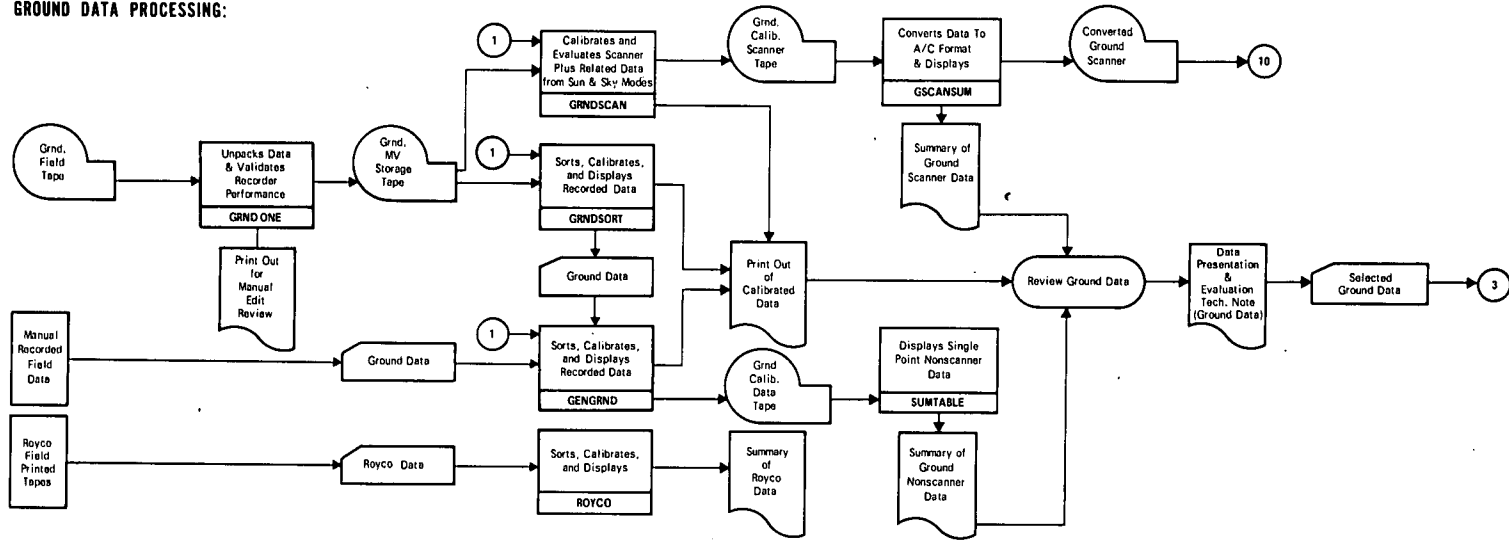 GROUND DATA PROCESSING:
1
Calibrates and
Evaluates Scanner
Plus Related Data
from Sun & Sky Modes
GRNDSCAN
Grnd.
Calib.
Scanner
Tape
Converts Data To
A/C Format
& Displays
GSCANSUM
Converted
Ground
Scanner
10
Grnd.
Field
Tape
Unpacks Data
& Validates
Recorder
Performance
GRND ONE
Grnd.
MV
Storage
Tape
1
Sorts, Calibrates,
and Displays
Recorded Data
GRNDSORT
Summary of
Ground
Scanner Data
Print Out
for
Manual
Edit
Review
Ground Data
Print Out
of
Calibrated
Data
Review Ground Data
Data
Presentation
&
Evaluation
Tech. Note
(Ground Data)
Selected
Ground Data
3
Manual
Recorded
Field
Data
Ground Data
1
Sorts, Calibrates,
and Displays
Recorded Data
GENGRND
Grnd
Calib.
Data
Tape
Displays Single
Point Nonscanner
Data
SUMTABLE
Royco
Field
Printed
Tapes
Royco Data
Sorts, Calibrates,
and Displays
ROYCO
Summary
of
Royco
Data
Summary of
Ground
Nonscanner
Data